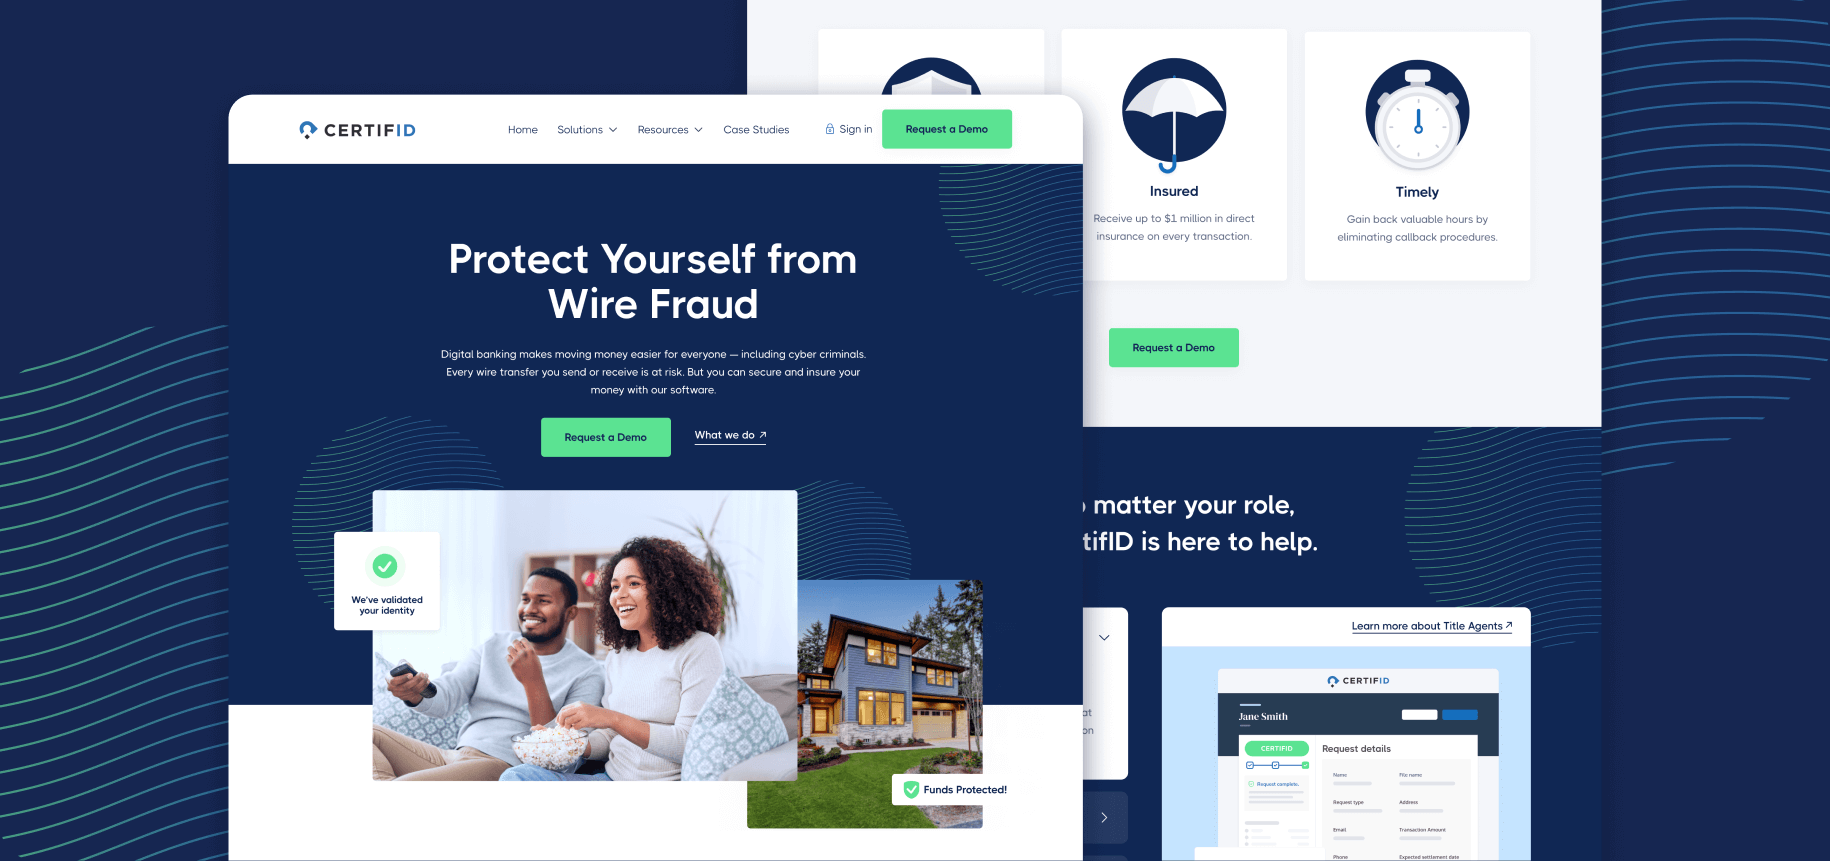 CERTIFID
Home
Solutions
Resources
Case Studies
Sign in
Request a Demo
Protect Yourself from
Wire Fraud
Digital banking makes moving money easier for everyone — including cyber criminals.
Every wire transfer you send or receive is at risk. But you can secure and insure your
money with our software.
Request a Demo
What we do
We've validated
your identity
Funds Protected!
Insured
Receive up to $1 million in direct
insurance on every transaction.
Timely
Gain back valuable hours by
eliminating callback procedures.
Request a Demo
matter your role,
tifID is here to help.
at
on
Learn more about Title Agents
CERTIFID
Jane Smith
CERTIFID
Request complete.
Request details
Name
File name
Request type
Address
Email
Transaction Amount
Phone
Expected settlement date